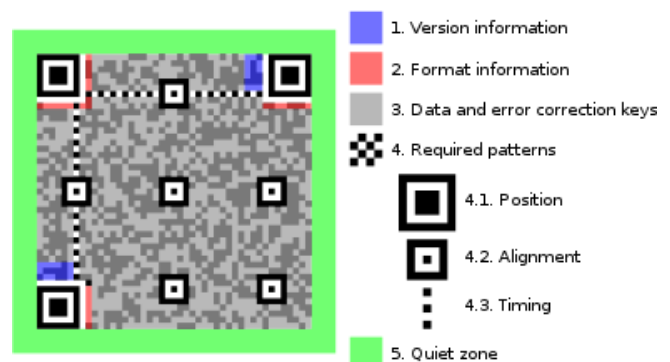 1. Version information
2. Format information
3. Data and error correction keys
4. Required patterns
4.1. Position
4.2. Alignment
4.3. Timing
5. Quiet zone